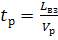 tр = Lвз / Vр